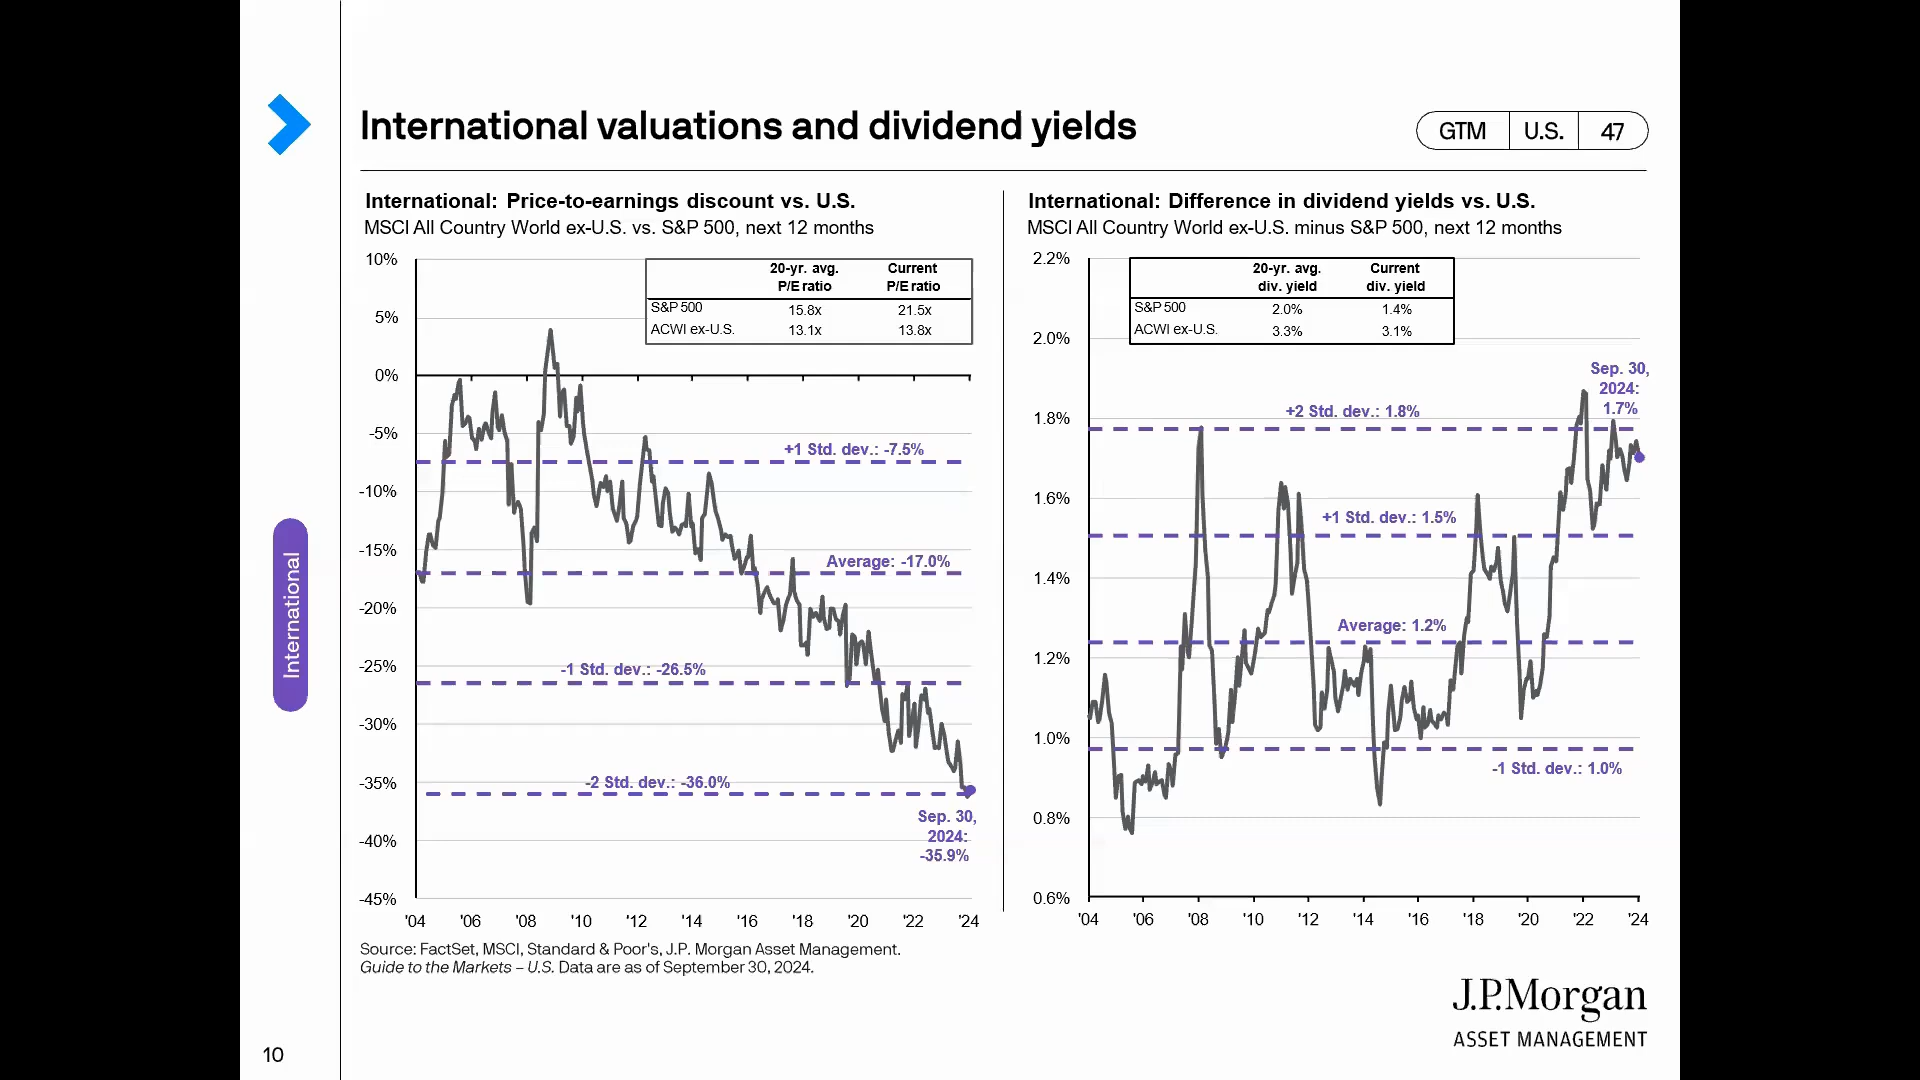 International valuations and dividend yields
GTM U.S. 47
International: Price-to-earnings discount vs. U.S.
MSCI All Country World ex-U.S. vs. S&P 500, next 12 months
10%
5%
0%
-5%
-10%
-15%
-20%
-25%
-30%
-35%
-40%
-45%
20-yr. avg. Current
P/E ratio P/E ratio
S&P 500 15.8x 21.5x
ACWI ex-U.S. 13.1x 13.8x
+1 Std. dev.: -7.5%
Average: -17.0%
-1 Std. dev.: -26.5%
-2 Std. dev.: -36.0%
Sep. 30,
2024:
-35.9%
'04 '06 '08 '10 '12 '14 '16 '18 '20 '22 '24
International: Difference in dividend yields vs. U.S.
MSCI All Country World ex-U.S. minus S&P 500, next 12 months
2.2%
2.0%
1.8%
1.6%
1.4%
1.2%
1.0%
0.8%
0.6%
20-yr. avg. Current
div. yield div. yield
S&P 500 2.0% 1.4%
ACWI ex-U.S. 3.3% 3.1%
Sep. 30,
2024:
1.7%
+2 Std. dev.: 1.8%
+1 Std. dev.: 1.5%
Average: 1.2%
-1 Std. dev.: 1.0%
'04 '06 '08 '10 '12 '14 '16 '18 '20 '22 '24
International
Source: FactSet, MSCI, Standard & Poor's, J.P. Morgan Asset Management.
Guide to the Markets – U.S. Data are as of September 30, 2024.
J.P.Morgan
ASSET MANAGEMENT
10